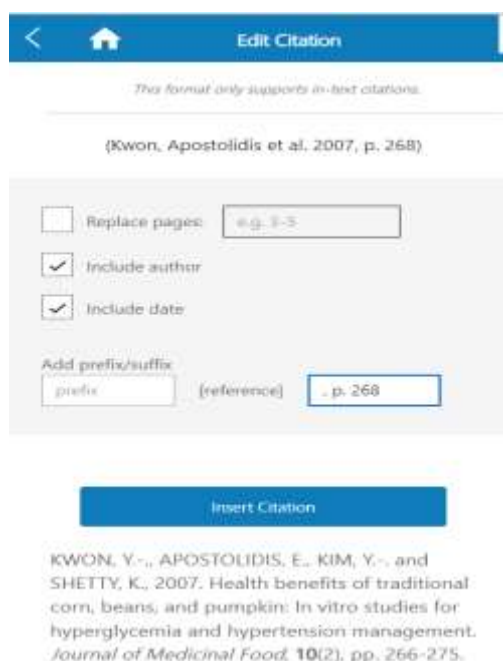 Edit Citation
This format only supports in-text citations.
(Kwon, Apostolidis et al. 2007, p. 268)
Replace pages: e.g. 1-5
Include author
Include date
Add prefix/suffix
prefix [reference] , p. 268
Insert Citation
KWON, Y.-., APOSTOLIDIS, E., KIM, Y.-. and
SHETTY, K., 2007. Health benefits of traditional
corn, beans, and pumpkin: In vitro studies for
hyperglycemia and hypertension management.
Journal of Medicinal Food, 10(2), pp. 266-275.